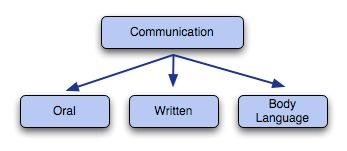 Communication
Oral
Written
Body
Language